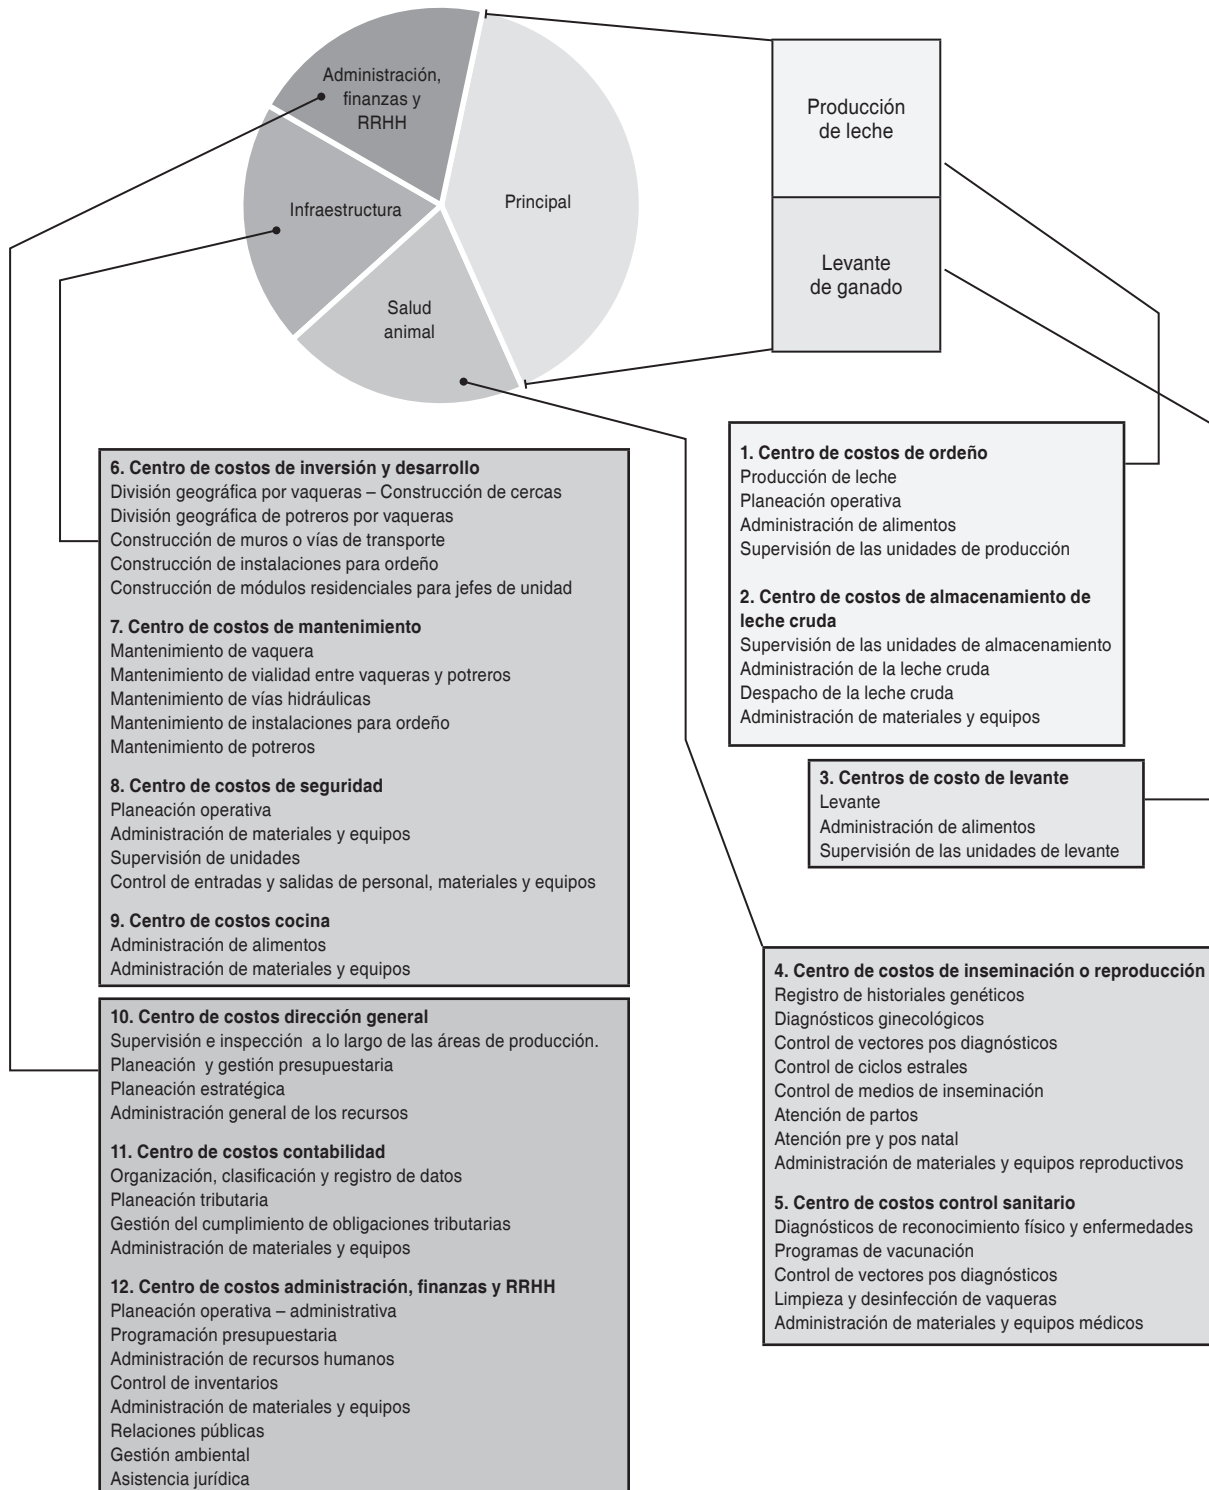 Administración,
finanzas y
RRHH
Infraestructura
Principal
Salud
animal
Producción
de leche
Levante
de ganado
1. Centro de costos de ordeño
Producción de leche
Planeación operativa
Administración de alimentos
Supervisión de las unidades de producción
2. Centro de costos de almacenamiento de
leche cruda
Supervisión de las unidades de almacenamiento
Administración de la leche cruda
Despacho de la leche cruda
Administración de materiales y equipos
3. Centros de costo de levante
Levante
Administración de alimentos
Supervisión de las unidades de levante
4. Centro de costos de inseminación o reproducción
Registro de historiales genéticos
Diagnósticos ginecológicos
Control de vectores pos diagnósticos
Control de ciclos estrales
Control de medios de inseminación
Atención de partos
Atención pre y pos natal
Administración de materiales y equipos reproductivos
5. Centro de costos control sanitario
Diagnósticos de reconocimiento físico y enfermedades
Programas de vacunación
Control de vectores pos diagnósticos
Limpieza y desinfección de vaqueras
Administración de materiales y equipos médicos
6. Centro de costos de inversión y desarrollo
División geográfica por vaqueras – Construcción de cercas
División geográfica de potreros por vaqueras
Construcción de muros o vías de transporte
Construcción de instalaciones para ordeño
Construcción de módulos residenciales para jefes de unidad
7. Centro de costos de mantenimiento
Mantenimiento de vaquera
Mantenimiento de vialidad entre vaqueras y potreros
Mantenimiento de vías hidráulicas
Mantenimiento de instalaciones para ordeño
Mantenimiento de potreros
8. Centro de costos de seguridad
Planeación operativa
Administración de materiales y equipos
Supervisión de unidades
Control de entradas y salidas de personal, materiales y equipos
9. Centro de costos cocina
Administración de alimentos
Administración de materiales y equipos
10. Centro de costos dirección general
Supervisión e inspección a lo largo de las áreas de producción.
Planeación y gestión presupuestaria
Planeación estratégica
Administración general de los recursos
11. Centro de costos contabilidad
Organización, clasificación y registro de datos
Planeación tributaria
Gestión del cumplimiento de obligaciones tributarias
Administración de materiales y equipos
12. Centro de costos administración, finanzas y RRHH
Planeación operativa – administrativa
Programación presupuestaria
Administración de recursos humanos
Control de inventarios
Administración de materiales y equipos
Relaciones públicas
Gestión ambiental
Asistencia jurídica